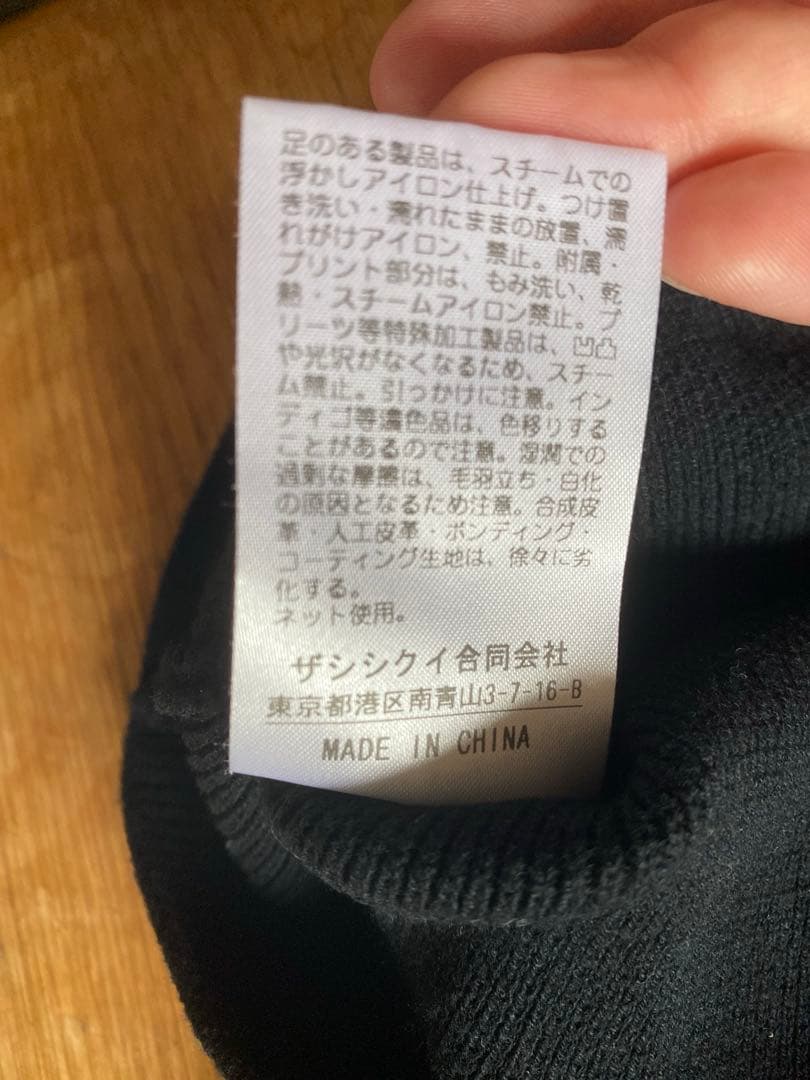 足のある製品は、スチームでの
浮かしアイロン仕上げ。つけ置
き洗い・濡れたままの放置、濡
れがけアイロン、禁止。附属・
プリント部分は、もみ洗い、乾
熱・スチームアイロン禁止。プ
リーツ等特殊加工製品は、凹凸
や光沢がなくなるため、スチー
ム禁止。引っかけに注意。イン
ディゴ等濃色品は、色移りする
ことがあるので注意。湿潤での
過剰な摩擦は、毛羽立ち・白化
の原因となるため注意。合成皮
革・人工皮革・ボンディング・
コーティング生地は、徐々に劣
化する。
ネット使用。
ザシシクイ合同会社
東京都港区南青山3-7-16-B
MADE IN CHINA